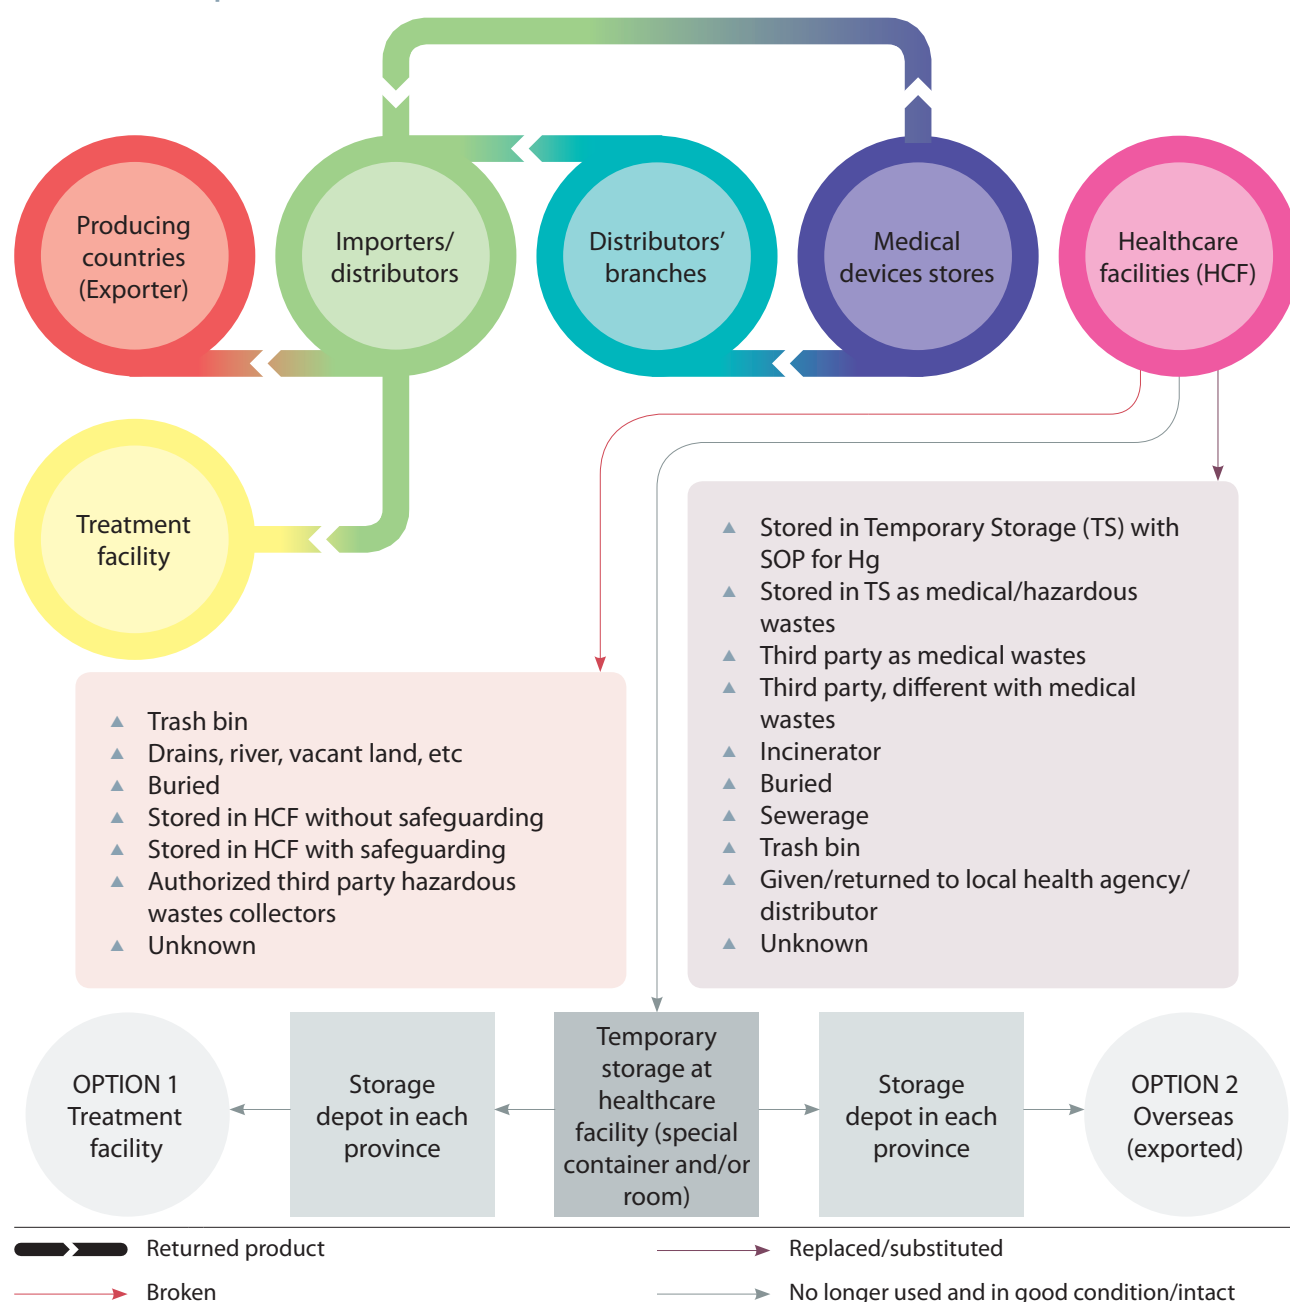 Producing
countries
(Exporter)
Importers/
distributors
Distributors’
branches
Medical
devices stores
Healthcare
facilities (HCF)
Treatment
facility
Stored in Temporary Storage (TS) with
SOP for Hg
Stored in TS as medical/hazardous
wastes
Third party as medical wastes
Third party, different with medical
wastes
Incinerator
Buried
Sewerage
Trash bin
Given/returned to local health agency/
distributor
Unknown
Trash bin
Drains, river, vacant land, etc
Buried
Stored in HCF without safeguarding
Stored in HCF with safeguarding
Authorized third party hazardous
wastes collectors
Unknown
OPTION 1
Treatment
facility
Storage
depot in each
province
Temporary
storage at
healthcare
facility (special
container and/or
room)
Storage
depot in each
province
OPTION 2
Overseas
(exported)
Returned product
Replaced/substituted
Broken
No longer used and in good condition/intact